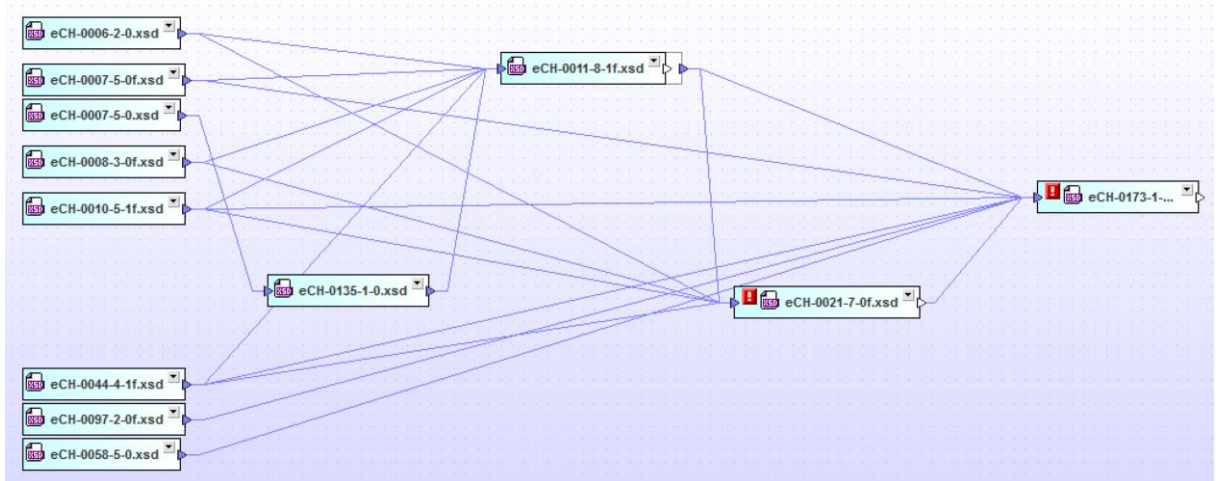 eCH-0006-2-0.xsd
eCH-0007-5-0f.xsd
eCH-0007-5-0.xsd
eCH-0008-3-0f.xsd
eCH-0010-5-1f.xsd
eCH-0011-8-1f.xsd
eCH-0173-1-...
eCH-0135-1-0.xsd
eCH-0021-7-0f.xsd
eCH-0044-4-1f.xsd
eCH-0097-2-0f.xsd
eCH-0058-5-0.xsd